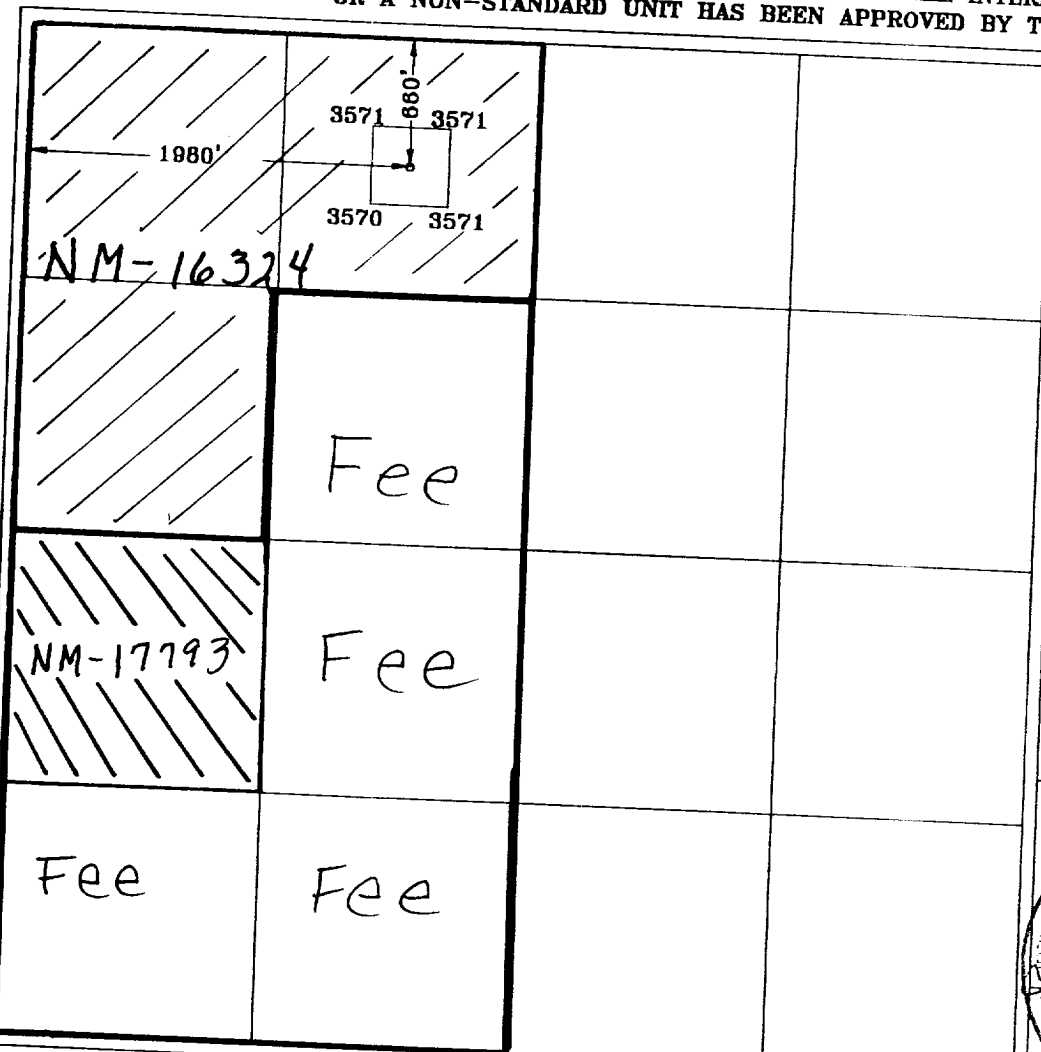 OR A NON-STANDARD UNIT HAS BEEN APPROVED BY T
660'
3571 3571
1980'
3570 3571
NM-16324
Fee
NM-17793
Fee
Fee
Fee